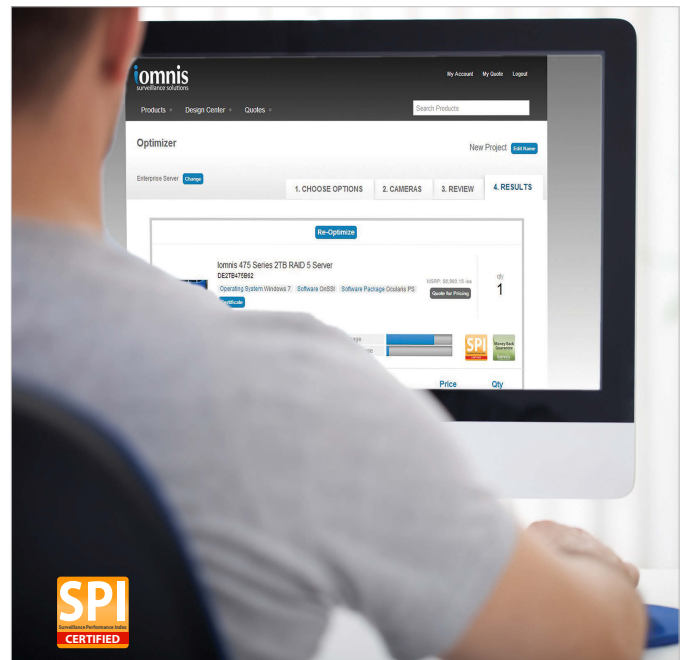 iomnis
surveillance solutions
My Account My Quote Logout
Products Design Center Quotes
Search Products
Optimizer
New Project Edit Name
Enterprise Server Change
1. CHOOSE OPTIONS 2. CAMERAS 3. REVIEW 4. RESULTS
Re-Optimize
Iomnis 475 Series 2TB RAID 5 Server
DE2TB475B62
MSRP:
qty
Operating System Windows 7 Software OnSSI Software Package Ocularis PS
Quote for Pricing
1
Certificate
SPI
Money Back
Guarantee
Price Qty
SPI
Surveillance Performance Index
CERTIFIED